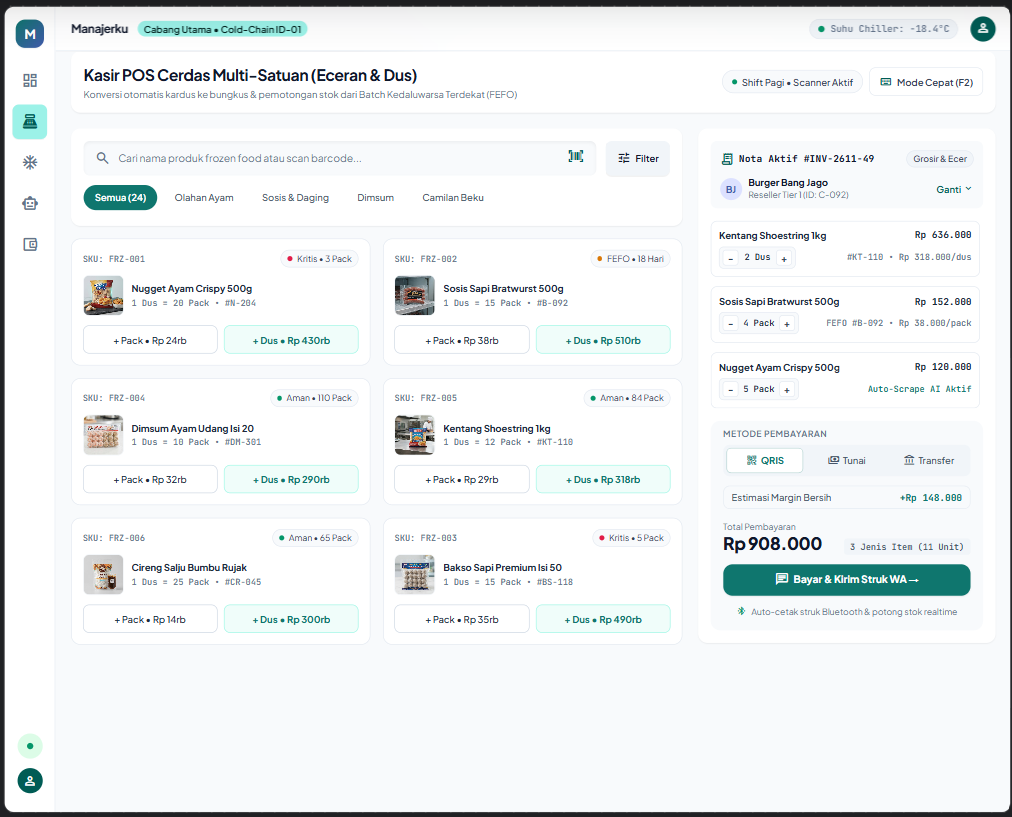 M
Manajerku
Cabang Utama • Cold-Chain ID-01
Suhu Chiller: -18.4°C
Kasir POS Cerdas Multi-Satuan (Eceran & Dus)
Konversi otomatis kardus ke bungkus & pemotongan stok dari Batch Kedaluwarsa Terdekat (FEFO)
Shift Pagi • Scanner Aktif
Mode Cepat (F2)
Cari nama produk frozen food atau scan barcode...
Filter
Semua (24)
Olahan Ayam
Sosis & Daging
Dimsum
Camilan Beku
SKU: FRZ-001
Kritis • 3 Pack
Nugget Ayam Crispy 500g
1 Dus = 20 Pack • #N-204
+ Pack • Rp 24rb
+ Dus • Rp 430rb
SKU: FRZ-002
FEFO • 18 Hari
Sosis Sapi Bratwurst 500g
1 Dus = 15 Pack • #B-092
+ Pack • Rp 38rb
+ Dus • Rp 510rb
SKU: FRZ-004
Aman • 110 Pack
Dimsum Ayam Udang Isi 20
1 Dus = 10 Pack • #DM-301
+ Pack • Rp 32rb
+ Dus • Rp 290rb
SKU: FRZ-005
Aman • 84 Pack
Kentang Shoestring 1kg
1 Dus = 12 Pack • #KT-110
+ Pack • Rp 29rb
+ Dus • Rp 318rb
SKU: FRZ-006
Aman • 65 Pack
Cireng Salju Bumbu Rujak
1 Dus = 25 Pack • #CR-045
+ Pack • Rp 14rb
+ Dus • Rp 300rb
SKU: FRZ-003
Kritis • 5 Pack
Bakso Sapi Premium Isi 50
1 Dus = 15 Pack • #BS-118
+ Pack • Rp 35rb
+ Dus • Rp 490rb
Nota Aktif #INV-2611-49
Grosir & Ecer
BJ
Burger Bang Jago
Reseller Tier 1 (ID: C-092)
Ganti
Kentang Shoestring 1kg
Rp 636.000
- 2 Dus +
#KT-110 • Rp 318.000/dus
Sosis Sapi Bratwurst 500g
Rp 152.000
- 4 Pack +
FEFO #B-092 • Rp 38.000/pack
Nugget Ayam Crispy 500g
Rp 120.000
- 5 Pack +
Auto-Scrape AI Aktif
METODE PEMBAYARAN
QRIS
Tunai
Transfer
Estimasi Margin Bersih
+Rp 148.000
Total Pembayaran
Rp 908.000
3 Jenis Item (11 Unit)
Bayar & Kirim Struk WA →
Auto-cetak struk Bluetooth & potong stok realtime